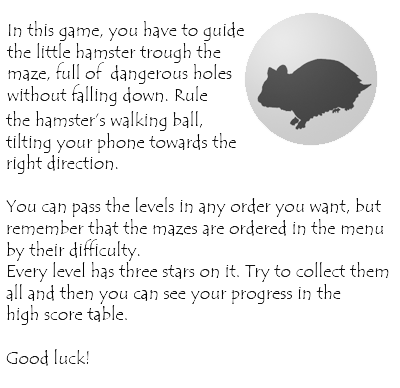 In this game, you have to guide
the little hamster trough the
maze, full of dangerous holes
without falling down. Rule
the hamster's walking ball,
tilting your phone towards the
right direction.
You can pass the levels in any order you want, but
remember that the mazes are ordered in the menu
by their difficulty.
Every level has three stars on it. Try to collect them
all and then you can see your progress in the
high score table.
Good luck!